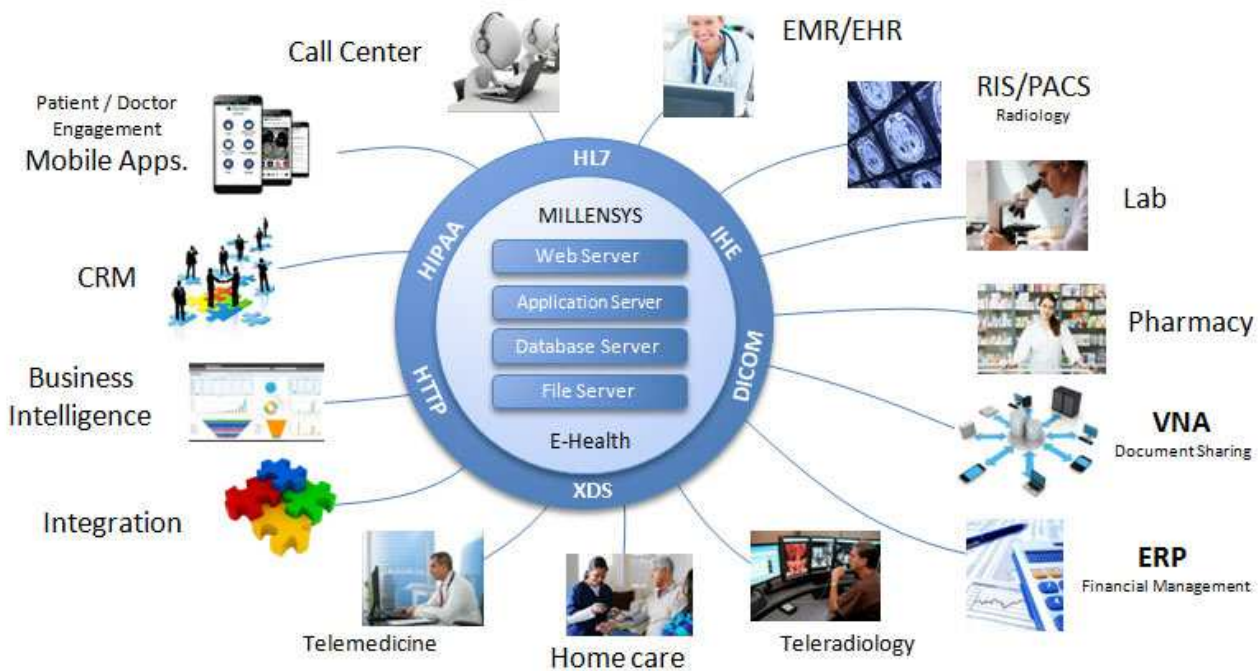 Call Center
EMR/EHR
RIS/PACS
Radiology
Patient / Doctor
Engagement
Mobile Apps.
HL7
Lab
MILLENSYS
IHE
HIPAA
Web Server
CRM
Application Server
Pharmacy
Database Server
Business
Intelligence
HTTP
DICOM
File Server
VNA
Document Sharing
E-Health
XDS
Integration
ERP
Financial Management
Telemedicine
Home care
Teleradiology